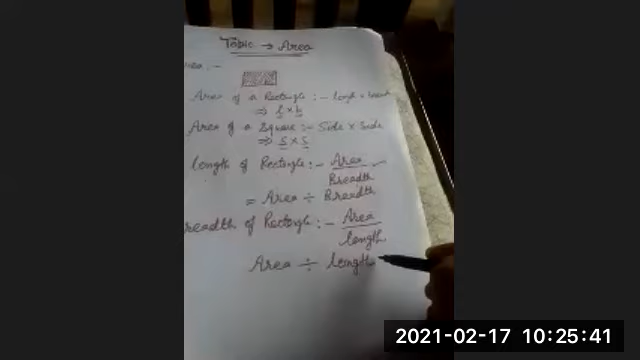 Topic → Area
Area of a Rectangle :- length × breadth
⇒ l × b
Area of a Square :- Side × Side
⇒ S × S
length of Rectangle :- Area / Breadth
= Area ÷ Breadth
Breadth of Rectangle :- Area / length
Area ÷ length
2021-02-17 10:25:41